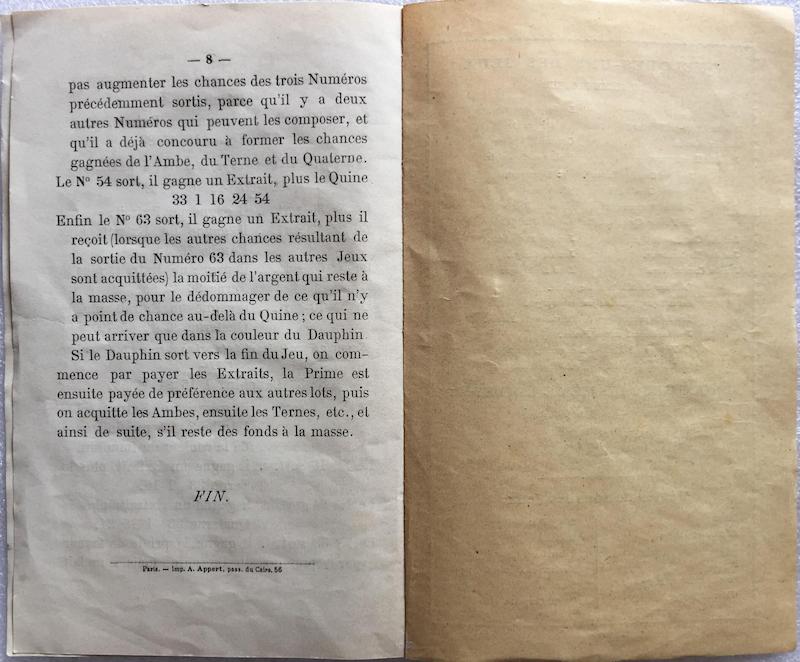 — 8 —
pas augmenter les chances des trois Numéros
précédemment sortis, parce qu'il y a deux
autres Numéros qui peuvent les composer, et
qu'il a déjà concouru à former les chances
gagnées de l'Ambe, du Terne et du Quaterne.
Le Nº 54 sort, il gagne un Extrait, plus le Quine
33 1 16 24 54
Enfin le Nº 63 sort, il gagne un Extrait, plus il
reçoit (lorsque les autres chances résultant de
la sortie du Numéro 63 dans les autres Jeux
sont acquittées) la moitié de l'argent qui reste à
la masse, pour le dédommager de ce qu'il n'y
a point de chance au-delà du Quine ; ce qui ne
peut arriver que dans la couleur du Dauphin.
Si le Dauphin sort vers la fin du Jeu, on com-
mence par payer les Extraits, la Prime est
ensuite payée de préférence aux autres lots, puis
on acquitte les Ambes, ensuite les Ternes, etc., et
ainsi de suite, s'il reste des fonds à la masse.
FIN.
Paris. — Imp. A. Appert, pass. du Caire, 56